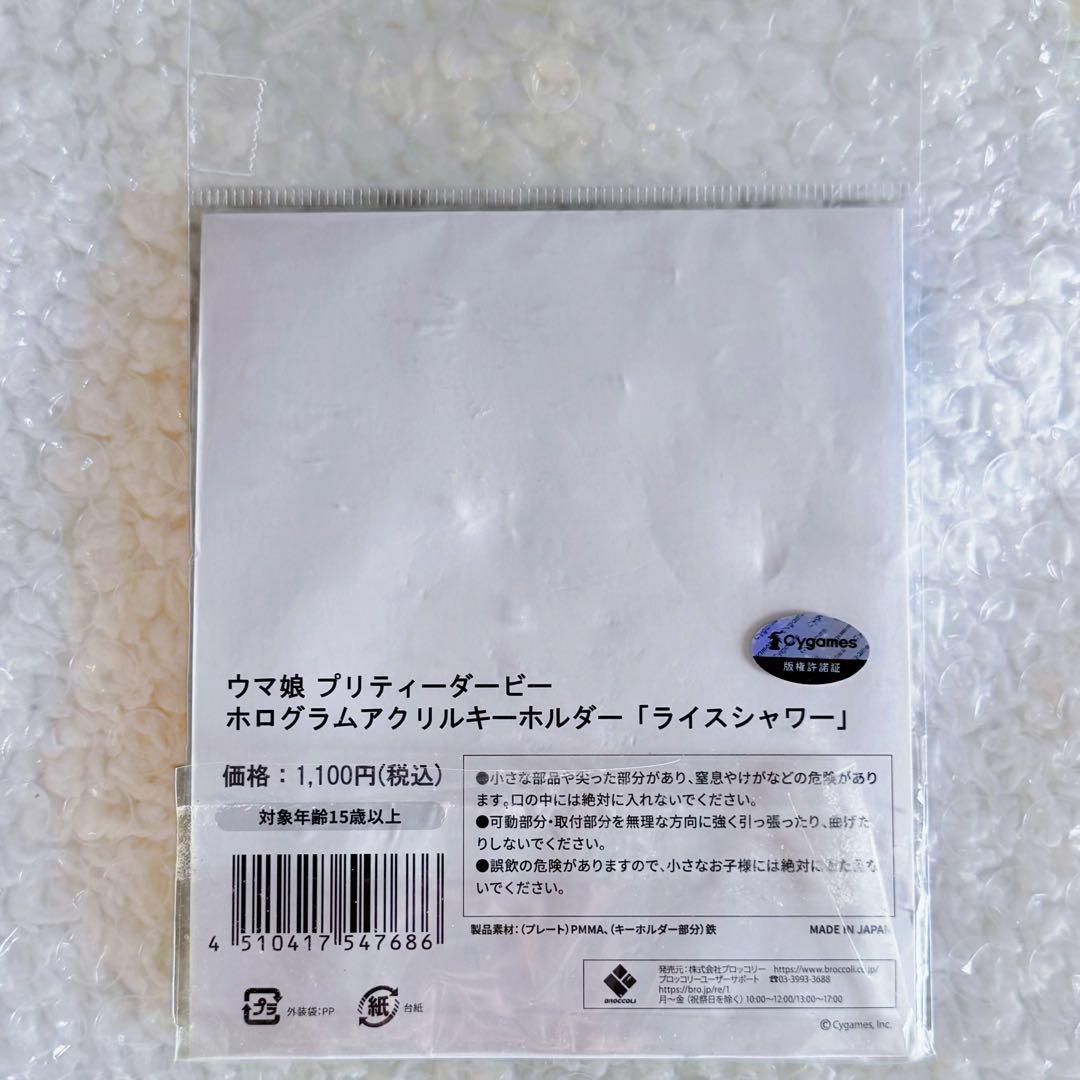 Cygames
版権許諾証
ウマ娘 プリティーダービー
ホログラムアクリルキーホルダー「ライスシャワー」
価格：1,100円(税込)
対象年齢15歳以上
●小さな部品や尖った部分があり、窒息やけがなどの危険があり
ます。口の中には絶対に入れないでください。
●可動部分・取付部分を無理な方向に強く引っ張ったり、曲げた
りしないでください。
●誤飲の危険がありますので、小さなお子様には絶対に
いでください。
4 510417 547686
製品素材：（プレート）PMMA、（キーホルダー部分）鉄
MADE IN JAPAN
BROCCOLI
発売元：株式会社ブロッコリー https://www.broccoli.co.jp/
ブロッコリーユーザーサポート ☎03-3993-3688
https://bro.jp/re/1
月〜金（祝祭日を除く）10:00〜12:00/13:00〜17:00
プラ 外装袋：PP
紙 台紙
©Cygames, Inc.